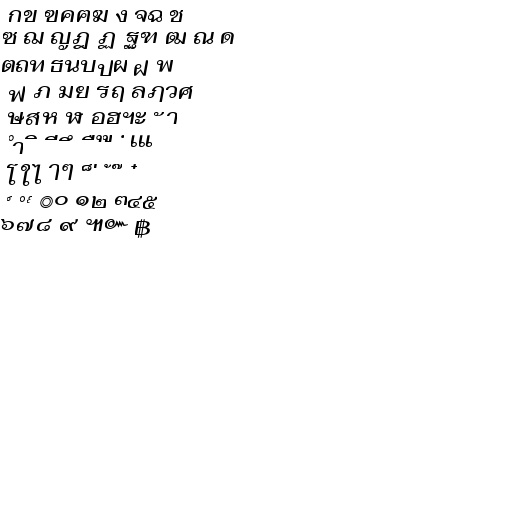 กข ฃคฅฆ ง จฉ ช
ซ ฌ ญฎ ฏ ฐฑ ฒ ณ ด
ตถท ธนบปผ ฝ พ
ฟ ภ มย รฤ ลฦวศ
ษสห ฬ อฮฯะ ั า
ำ ิ ีึ ืุู ฺ เแ
โใไ ๅๆ ็่ ้๊ ๋
์ ํ๎ ๏๐ ๑๒ ๓๔๕
๖๗๘ ๙ ๚๛ ฿